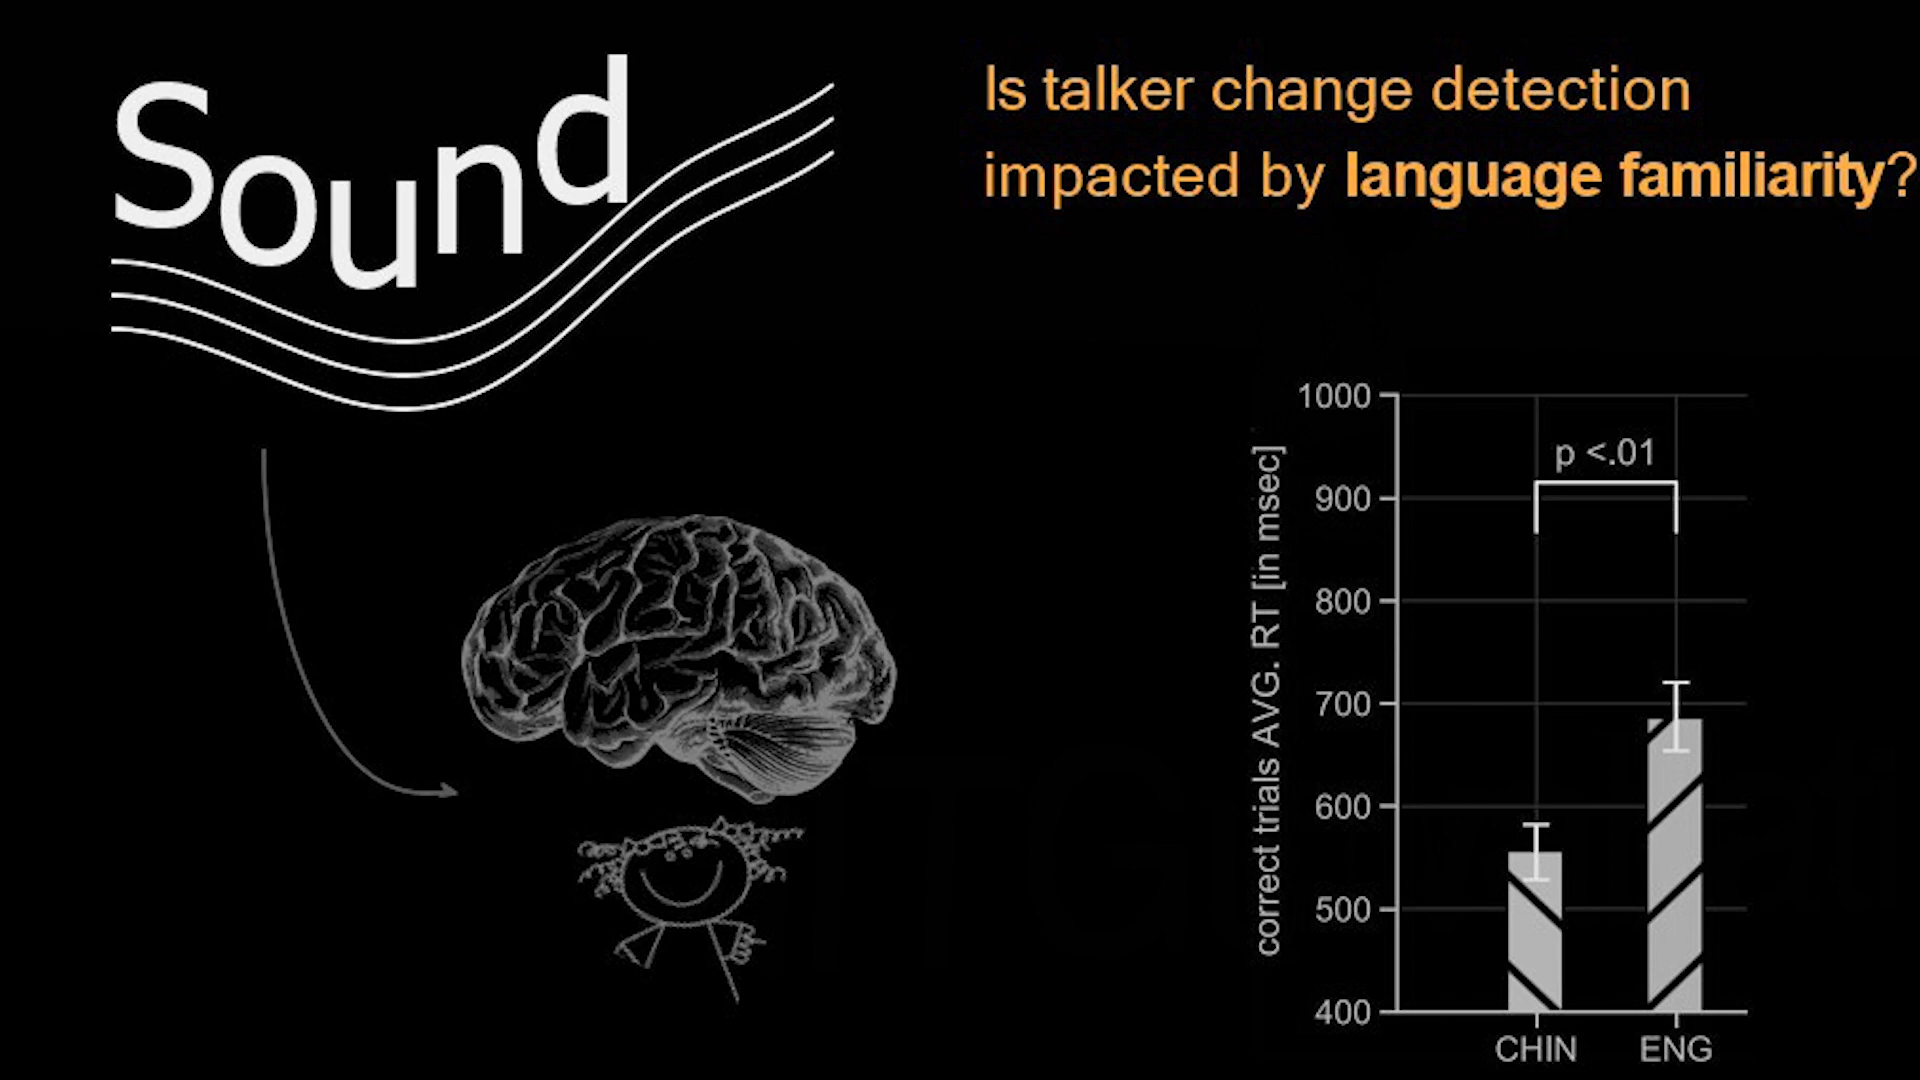 Sound
Is talker change detection
impacted by language familiarity?
correct trials AVG. RT [in msec]
1000
900
800
700
600
500
400
p <.01
CHIN
ENG